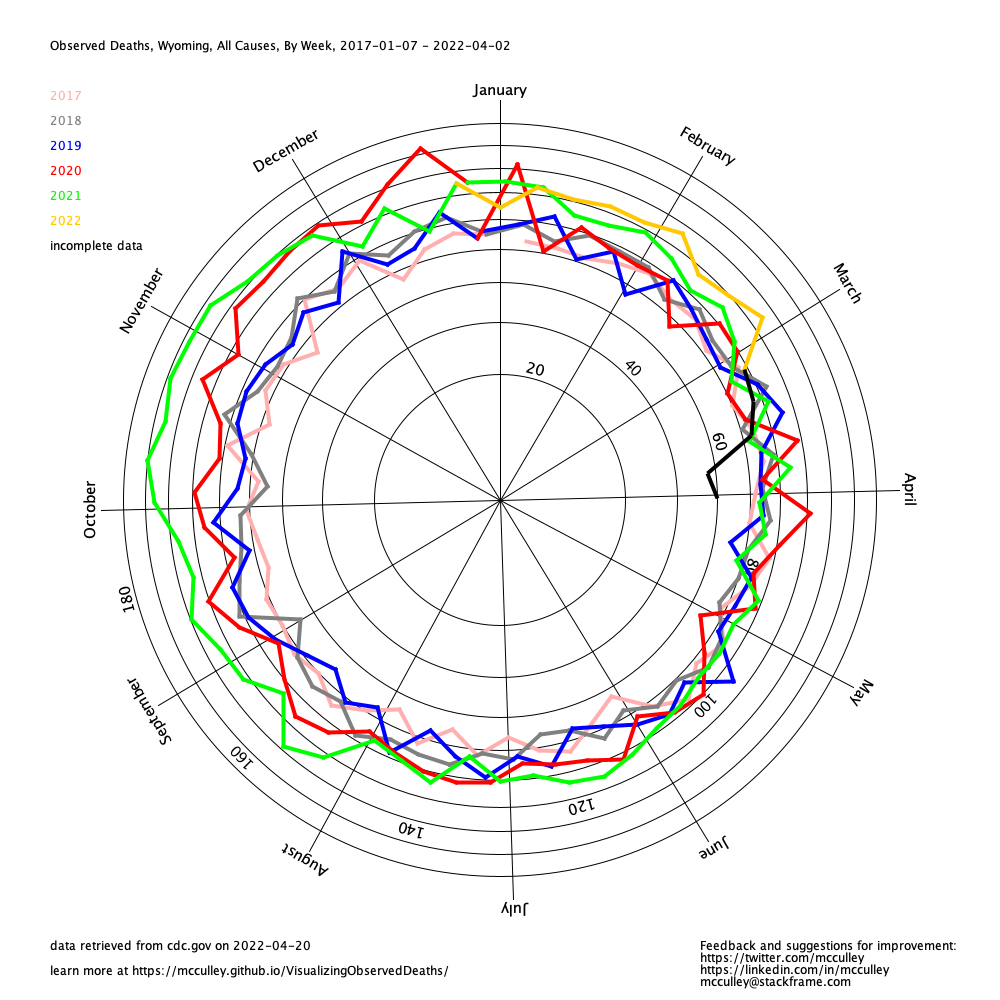 Observed Deaths, Wyoming, All Causes, By Week, 2017-01-07 - 2022-04-02
January
2017
2018
2019
2020
2021
2022
incomplete data
December
February
November
March
20
40
60
October
April
80
180
September
May
100
160
120
140
August
June
July
data retrieved from cdc.gov on 2022-04-20
learn more at https://mcculley.github.io/VisualizingObservedDeaths/
Feedback and suggestions for improvement:
https://twitter.com/mcculley
https://linkedin.com/in/mcculley
mcculley@stackframe.com